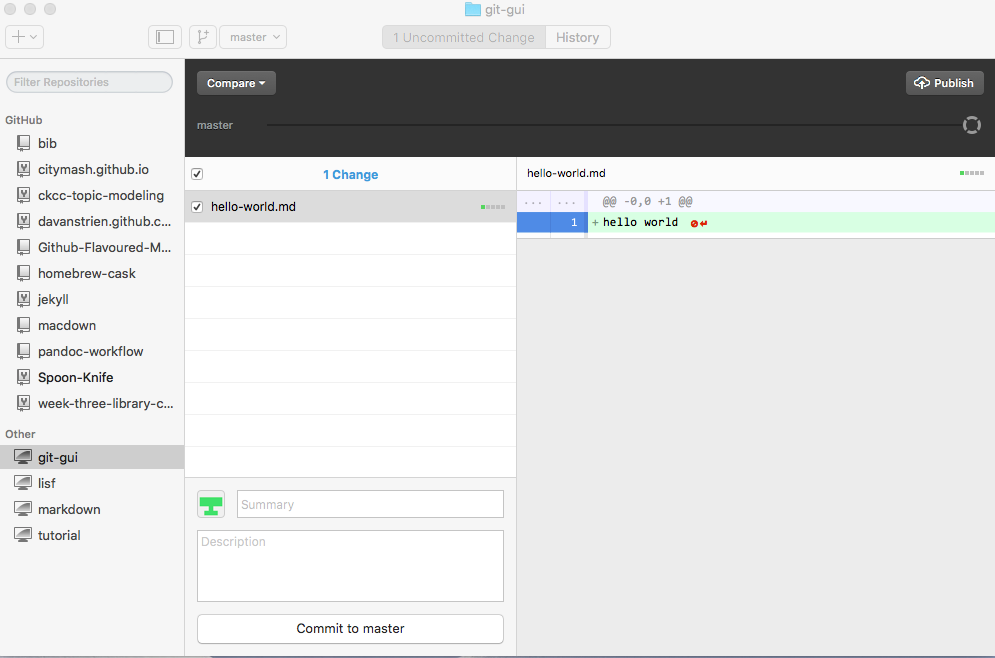 git-gui
master
1 Uncommitted Change
History
Filter Repositories
GitHub
bib
citymash.github.io
ckcc-topic-modeling
davanstrien.github.c...
Github-Flavoured-M...
homebrew-cask
jekyll
macdown
pandoc-workflow
Spoon-Knife
week-three-library-c...
Other
git-gui
lisf
markdown
tutorial
Compare
Publish
master
1 Change
hello-world.md
Summary
Description
Commit to master
hello-world.md
... ... @@ -0,0 +1 @@
1 + hello world